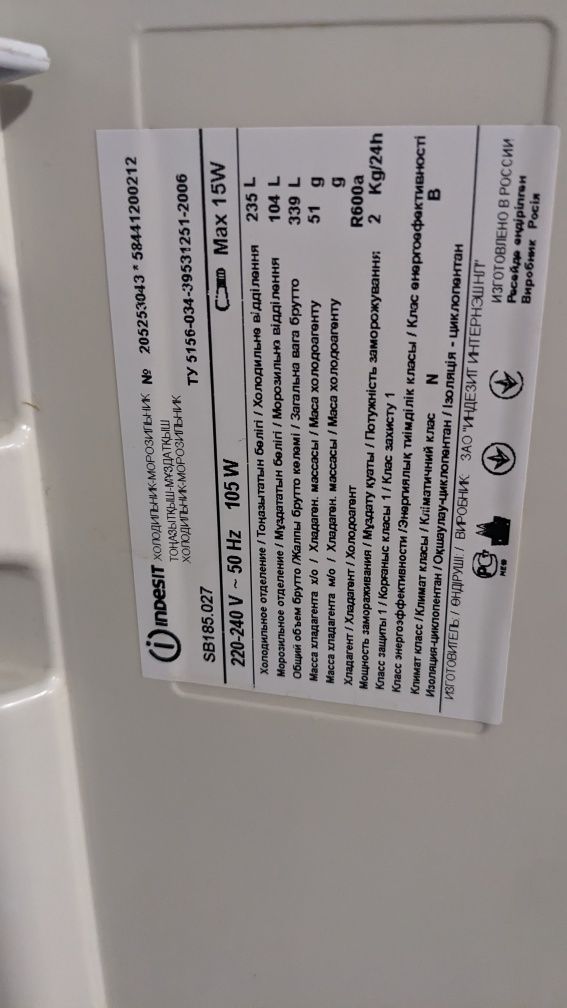 INDESIT ХОЛОДИЛЬНИК-МОРОЗИЛЬНИК № 205253043 * 58441200212
ТОҢАЗЫТҚЫШ-МҰЗДАТҚЫШ
ХОЛОДИЛЬНИК-МОРОЗИЛЬНИК ТУ 5156-034-39531251-2006
SB185.027
220-240 V ~ 50 Hz 105 W Max 15W
Холодильное отделение / Тоңазытатын бөлігі / Холодильне відділення 235 L
Морозильное отделение / Мұздататын бөлігі / Морозильне відділення 104 L
Общий объем брутто /Жалпы брутто көлемі / Загальна вага брутто 339 L
Масса хладагента х/о / Хладаген. массасы / Маса холодоагенту 51 g
Масса хладагента м/о / Хладаген. массасы / Маса холодоагенту g
Хладагент / Хладагент / Холодоагент R600a
Мощность замораживания / Мұздату қуаты / Потужність заморожування 2 Kg/24h
Класс защиты 1 / Корғаныс класы 1 / Клас захисту 1
Класс энергоэффективности /Энергиялық тиімділік класы / Клас енергоефективності B
Климат класс /Климат класы / Кліматичний клас N
Изоляция-циклопентан / Оқшаулау-циклопентан / Ізоляція - циклопентан
ИЗГОТОВИТЕЛЬ / ӨНДІРУШІ / ВИРОБНИК ЗАО "ИНДЕЗИТ ИНТЕРНЭШНЛ"
ИЗГОТОВЛЕНО В РОССИИ
Ресейде өндірілген
Виробник Росія